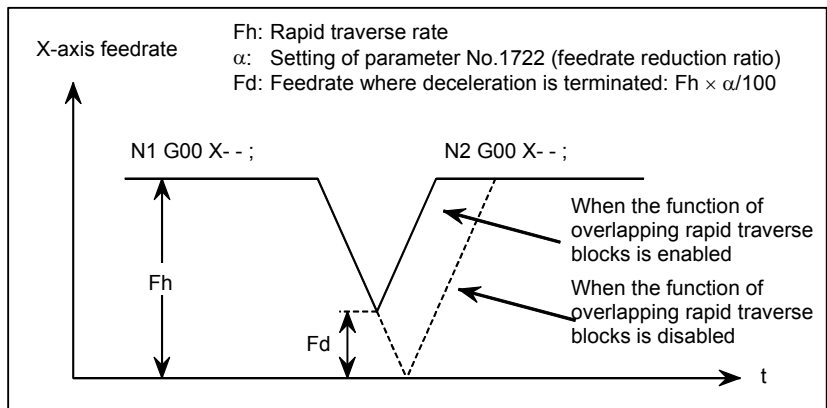 Fh: Rapid traverse rate
α: Setting of parameter No.1722 (feedrate reduction ratio)
Fd: Feedrate where deceleration is terminated: Fh × α/100
X-axis feedrate
N1 G00 X- - ;
N2 G00 X- - ;
When the function of
overlapping rapid traverse
blocks is enabled
Fh
When the function of
overlapping rapid traverse
blocks is disabled
Fd
t